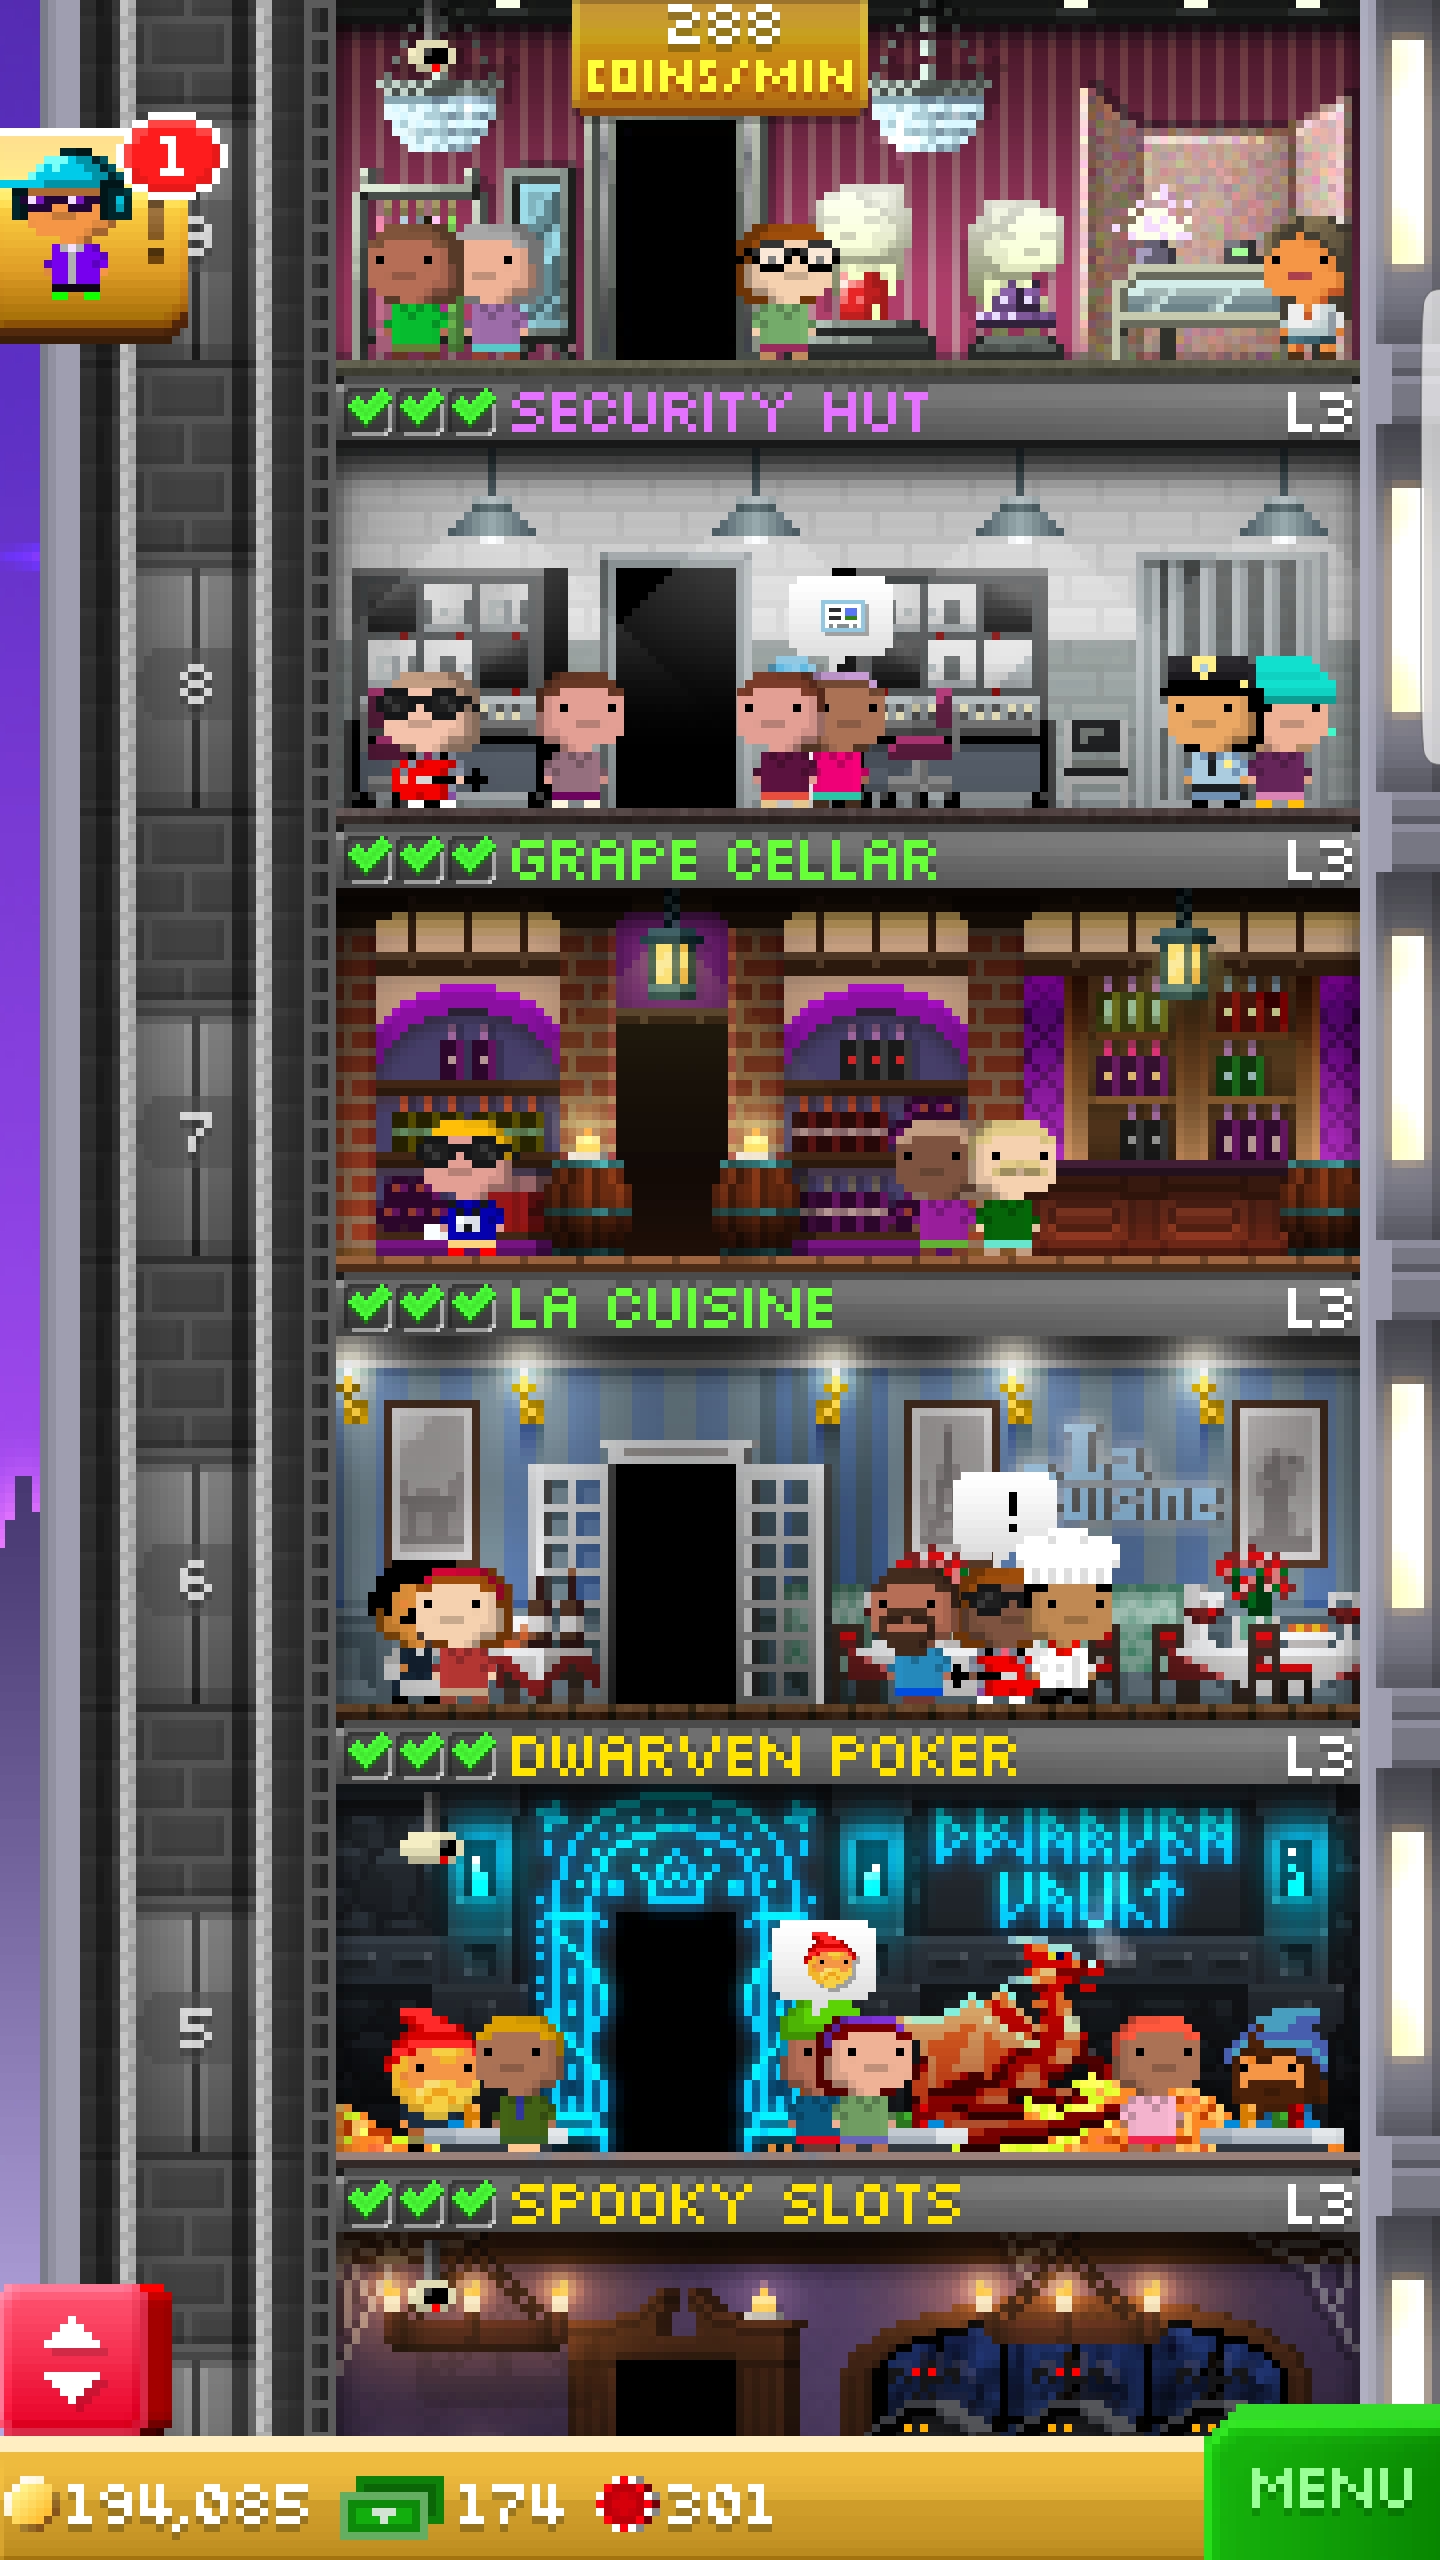 288
COINS/MIN
1
9
SECURITY HUT L3
8
GRAPE CELLAR L3
7
LA CUISINE L3
La
uisine
!
6
DWARVEN POKER L3
DWARVEN
VAULT
5
SPOOKY SLOTS L3
194,085 174 301
MENU